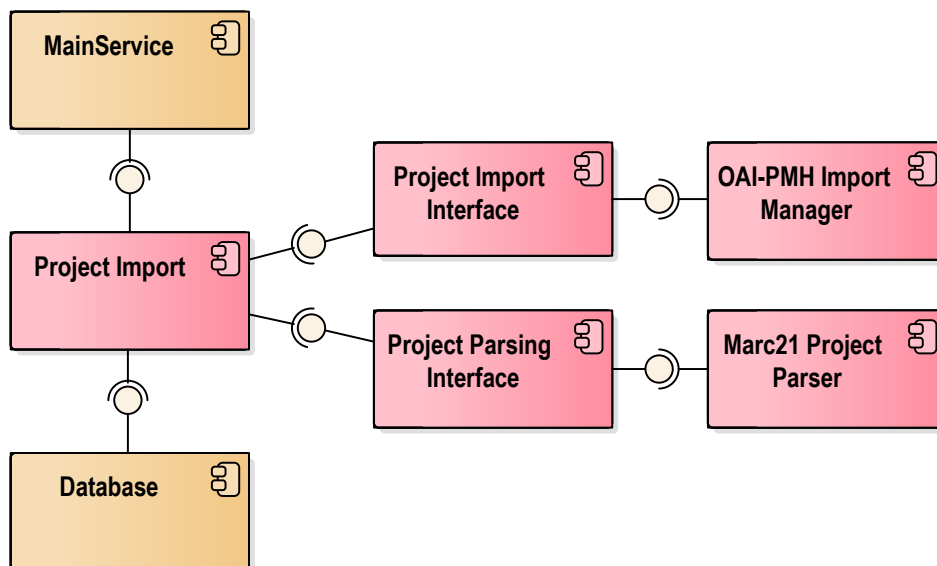 MainService
Project Import
Interface
OAI-PMH Import
Manager
Project Import
Project Parsing
Interface
Marc21 Project
Parser
Database